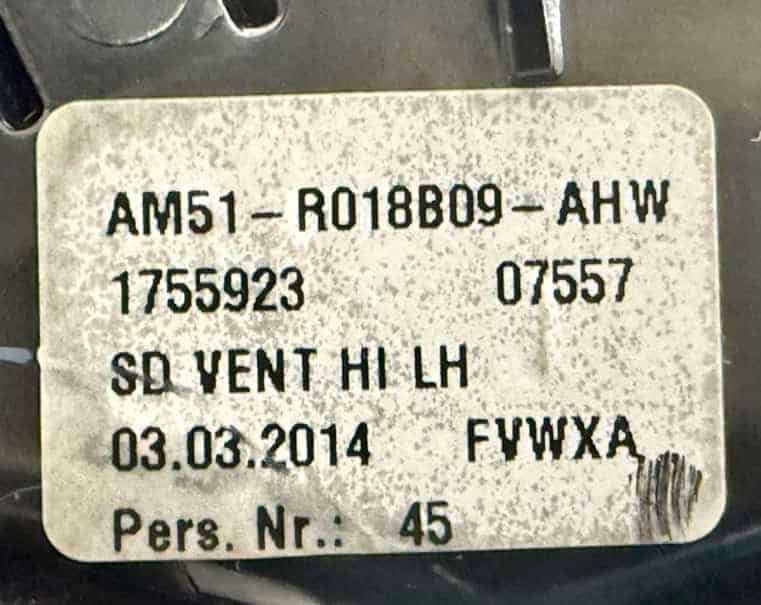 AM51-R018B09-AHW
1755923 07557
SD VENT HI LH
03.03.2014 FVWXA
Pers. Nr.: 45